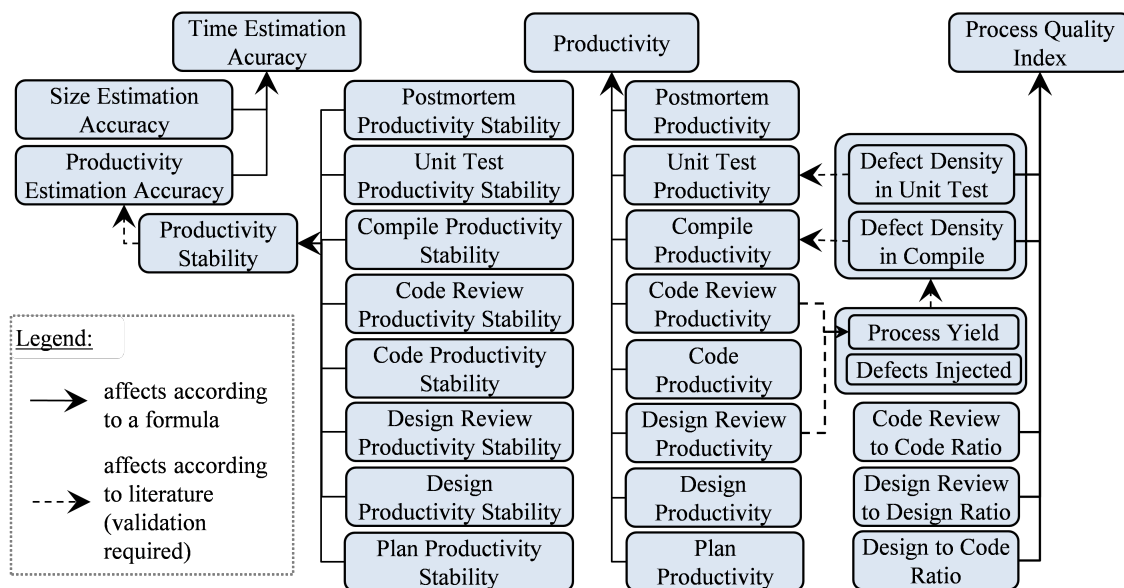 Time Estimation
Acuracy
Productivity
Process Quality
Index
Size Estimation
Accuracy
Productivity
Estimation Accuracy
Productivity
Stability
Postmortem
Productivity Stability
Unit Test
Productivity Stability
Compile Productivity
Stability
Code Review
Productivity Stability
Code Productivity
Stability
Design Review
Productivity Stability
Design
Productivity Stability
Plan Productivity
Stability
Postmortem
Productivity
Unit Test
Productivity
Compile
Productivity
Code Review
Productivity
Code
Productivity
Design Review
Productivity
Design
Productivity
Plan
Productivity
Defect Density
in Unit Test
Defect Density
in Compile
Process Yield
Defects Injected
Code Review
to Code Ratio
Design Review
to Design Ratio
Design to Code
Ratio
Legend:
affects according
to a formula
affects according
to literature
(validation
required)